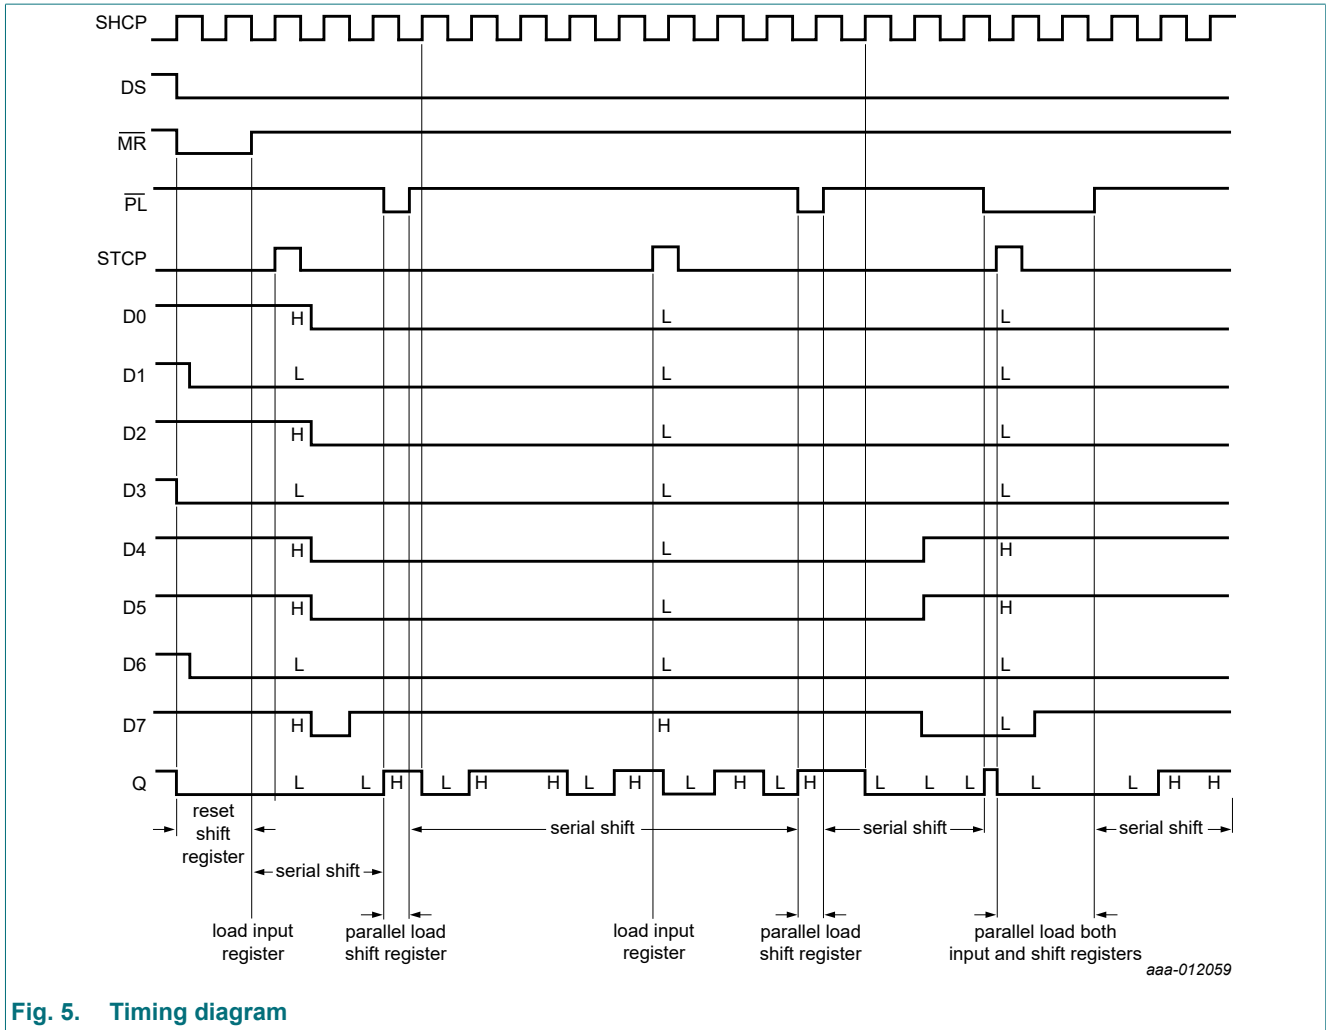 SHCP
DS
MR
PL
STCP
D0 H L L
D1 L L L
D2 H L L
D3 L L L
D4 H L H
D5 H L H
D6 L L L
D7 H H L
Q L L H L H H L H L H L H L L L L L H H
reset
shift
register
serial shift
serial shift
serial shift
serial shift
load input
register
parallel load
shift register
load input
register
parallel load
shift register
parallel load both
input and shift registers
aaa-012059
Fig. 5. Timing diagram